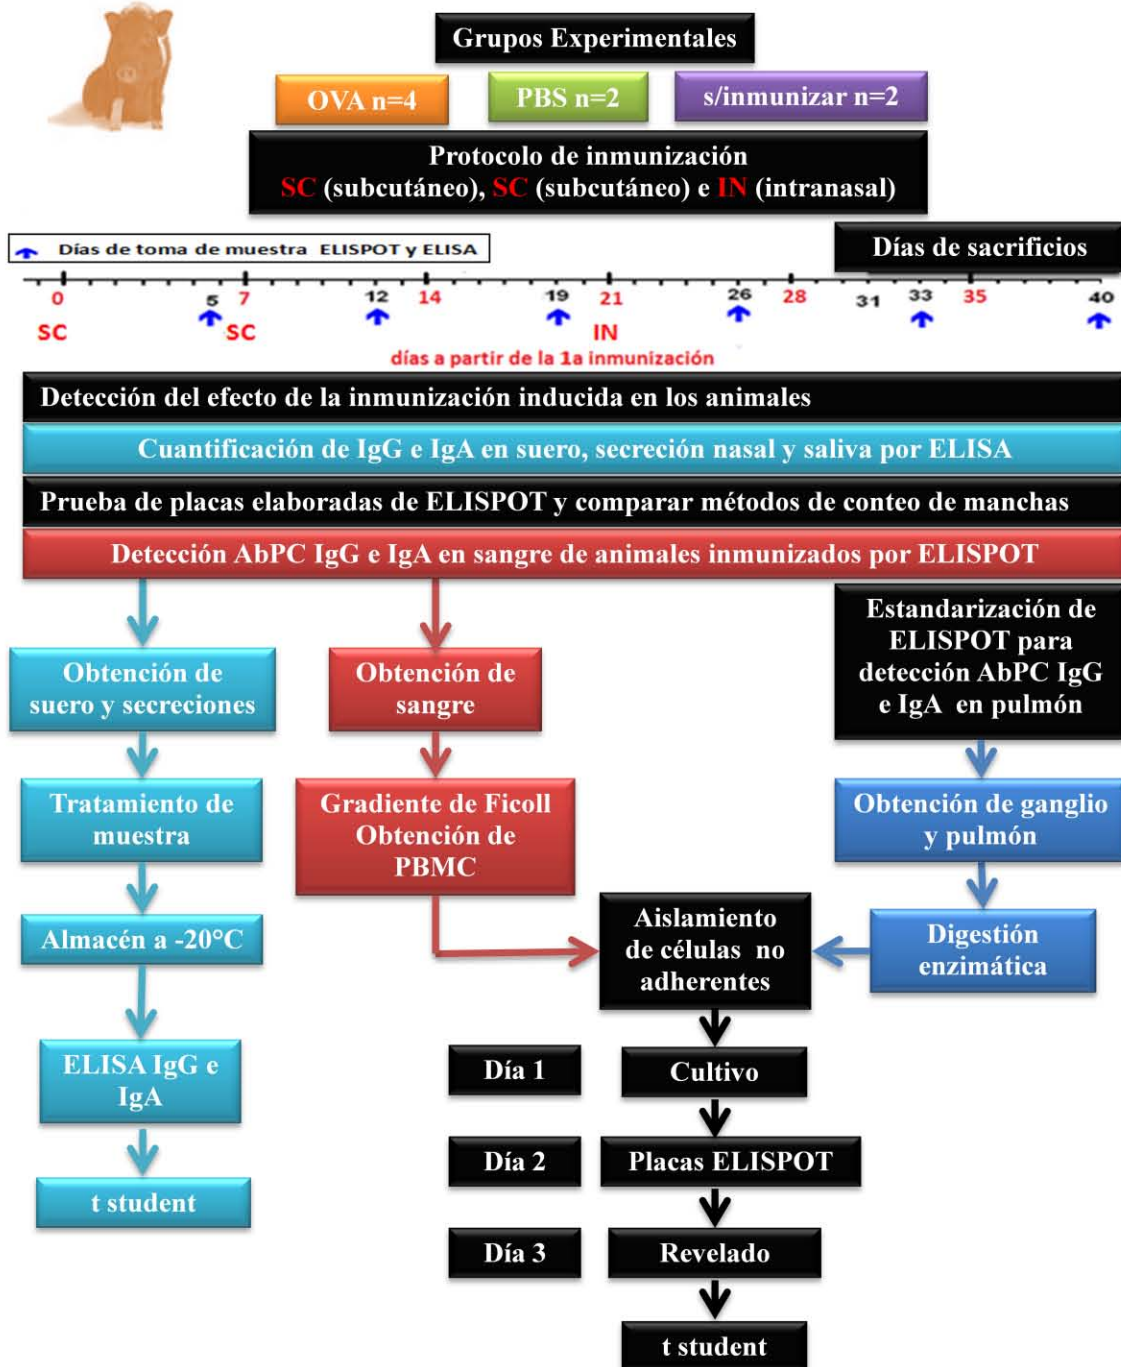 Grupos Experimentales
OVA n=4
PBS n=2
s/inmunizar n=2
Protocolo de inmunización
SC (subcutáneo), SC (subcutáneo) e IN (intranasal)
Días de toma de muestra ELISPOT y ELISA
Días de sacrificios
0 5 7 12 14 19 21 26 28 31 33 35 40
SC SC IN
días a partir de la 1a inmunización
Detección del efecto de la inmunización inducida en los animales
Cuantificación de IgG e IgA en suero, secreción nasal y saliva por ELISA
Prueba de placas elaboradas de ELISPOT y comparar métodos de conteo de manchas
Detección AbPC IgG e IgA en sangre de animales inmunizados por ELISPOT
Obtención de
suero y secreciones
Tratamiento de
muestra
Almacén a -20°C
ELISA IgG e
IgA
t student
Obtención de
sangre
Gradiente de Ficoll
Obtención de
PBMC
Estandarización de
ELISPOT para
detección AbPC IgG
e IgA en pulmón
Obtención de ganglio
y pulmón
Digestión
enzimática
Aislamiento
de células no
adherentes
Día 1
Cultivo
Día 2
Placas ELISPOT
Día 3
Revelado
t student